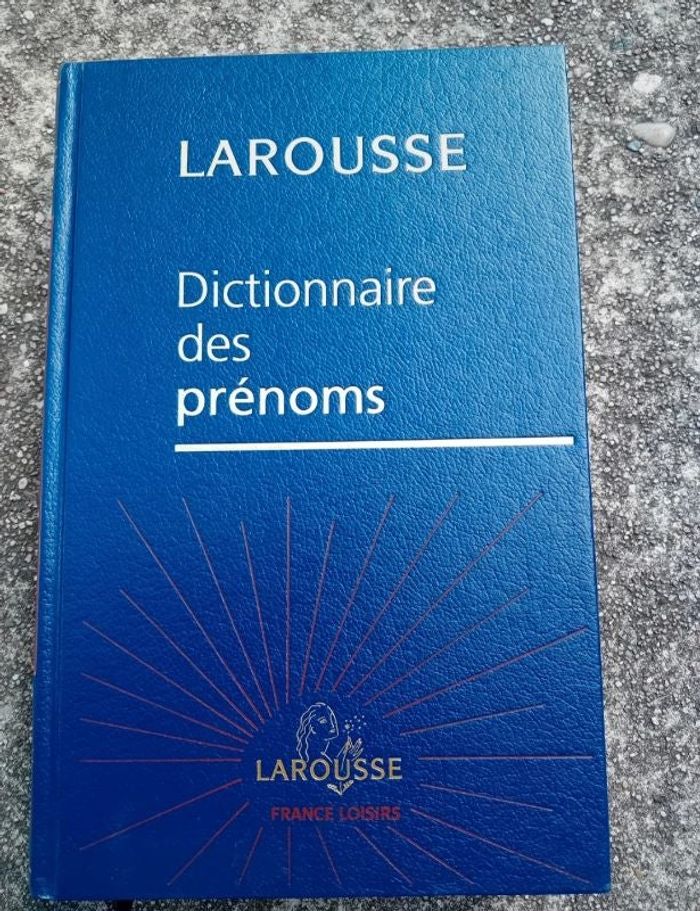 LAROUSSE
Dictionnaire
des
prénoms
LAROUSSE
FRANCE LOISIRS